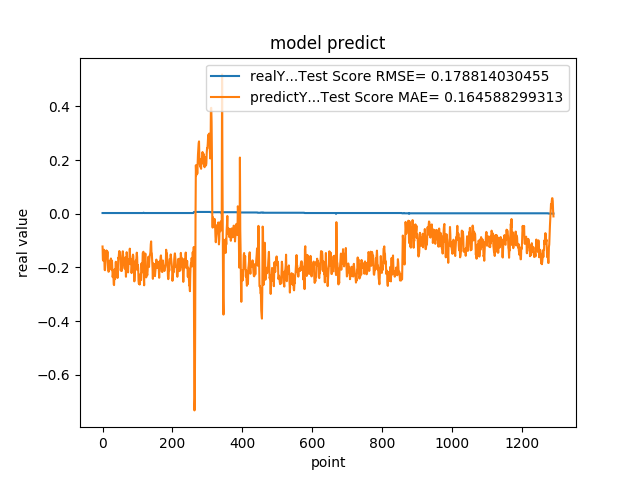 model predict
realY...Test Score RMSE= 0.178814030455
predictY...Test Score MAE= 0.164588299313
0.4
0.2
0.0
−0.2
−0.4
−0.6
real value
0 200 400 600 800 1000 1200
point